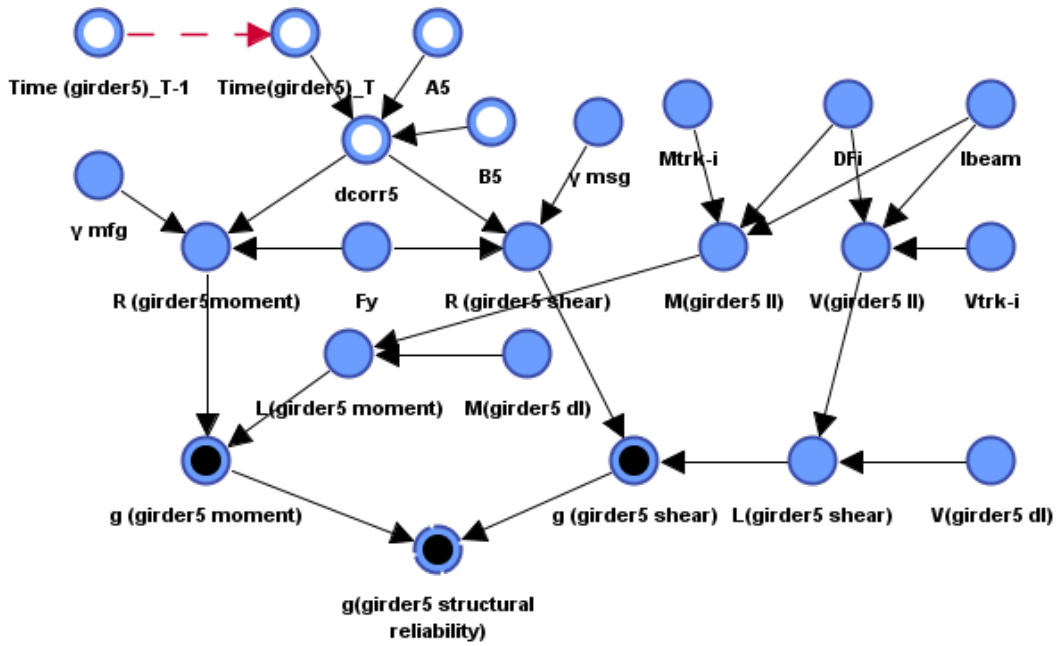 Time (girder5)_T-1
Time(girder5)_T
A5
Mtrk-i
DFi
Ibeam
B5
γ msg
dcorr5
γ mfg
R (girder5moment)
Fy
R (girder5 shear)
M(girder5 ll)
V(girder5 ll)
Vtrk-i
L(girder5 moment)
M(girder5 dl)
g (girder5 moment)
g (girder5 shear)
L(girder5 shear)
V(girder5 dl)
g(girder5 structural
reliability)